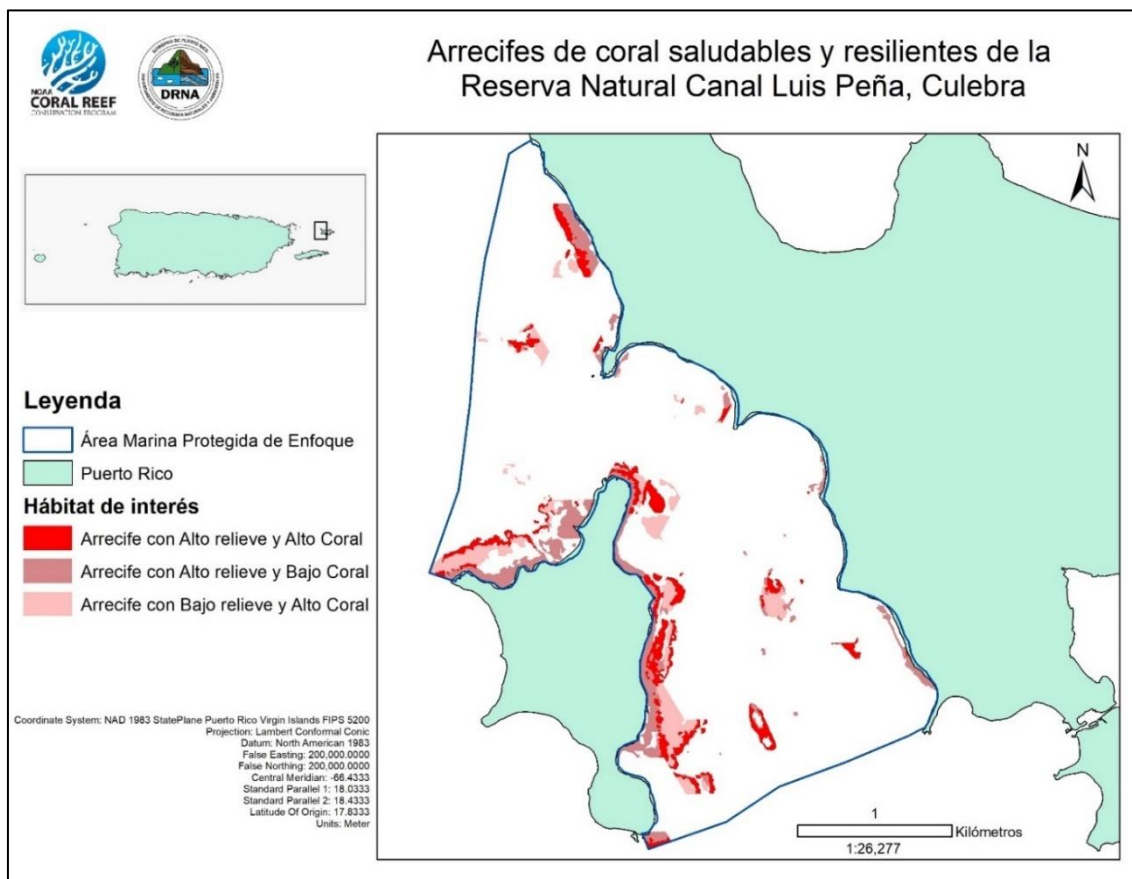 NOAA
CORAL REEF
CONSERVATION PROGRAM
DRNA
Arrecifes de coral saludables y resilientes de la
Reserva Natural Canal Luis Peña, Culebra
N
Leyenda
Área Marina Protegida de Enfoque
Puerto Rico
Hábitat de interés
Arrecife con Alto relieve y Alto Coral
Arrecife con Alto relieve y Bajo Coral
Arrecife con Bajo relieve y Alto Coral
Coordinate System: NAD 1983 StatePlane Puerto Rico Virgin Islands FIPS 5200
Projection: Lambert Conformal Conic
Datum: North American 1983
False Easting: 200,000.0000
False Northing: 200,000.0000
Central Meridian: -66.4333
Standard Parallel 1: 18.0333
Standard Parallel 2: 18.4333
Latitude Of Origin: 17.8333
Units: Meter
1
Kilómetros
1:26,277